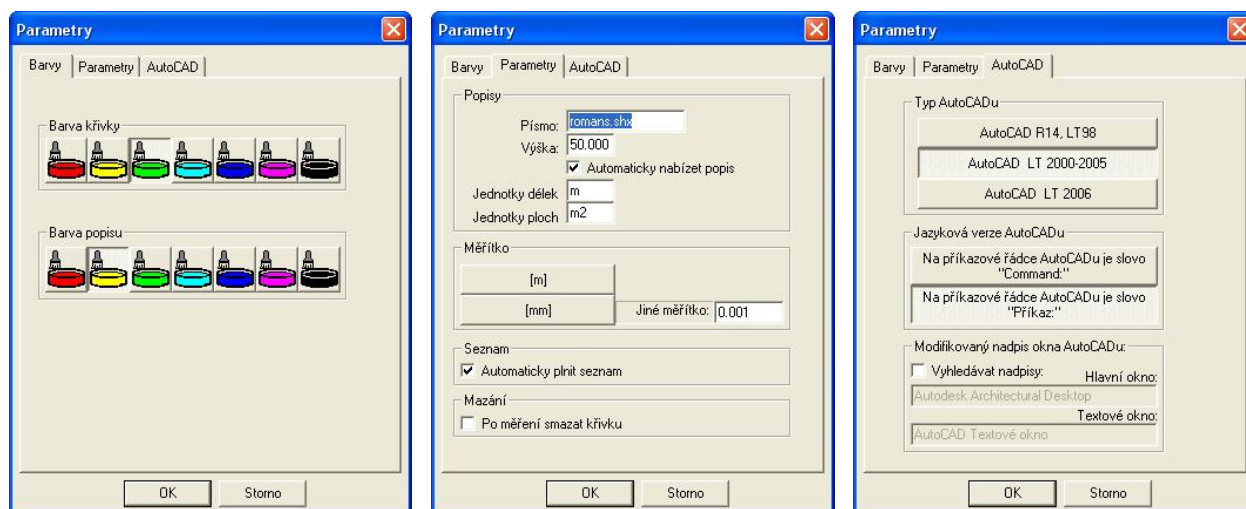 Parametry
Barvy Parametry AutoCAD
Barva křivky
Barva popisu
OK Storno
Parametry
Barvy Parametry AutoCAD
Popisy
Písmo: romans.shx
Výška: 50.000
Automaticky nabízet popis
Jednotky délek m
Jednotky ploch m2
Měřítko
[m]
[mm] Jiné měřítko: 0.001
Seznam
Automaticky plnit seznam
Mazání
Po měření smazat křivku
OK Storno
Parametry
Barvy Parametry AutoCAD
Typ AutoCADu
AutoCAD R14, LT98
AutoCAD LT 2000-2005
AutoCAD LT 2006
Jazyková verze AutoCADu
Na příkazové řádce AutoCADu je slovo
"Command:"
Na příkazové řádce AutoCADu je slovo
"Příkaz:"
Modifikovaný nadpis okna AutoCADu:
Vyhledávat nadpisy: Hlavní okno:
Autodesk Architectural Desktop
Textové okno:
AutoCAD Textové okno
OK Storno